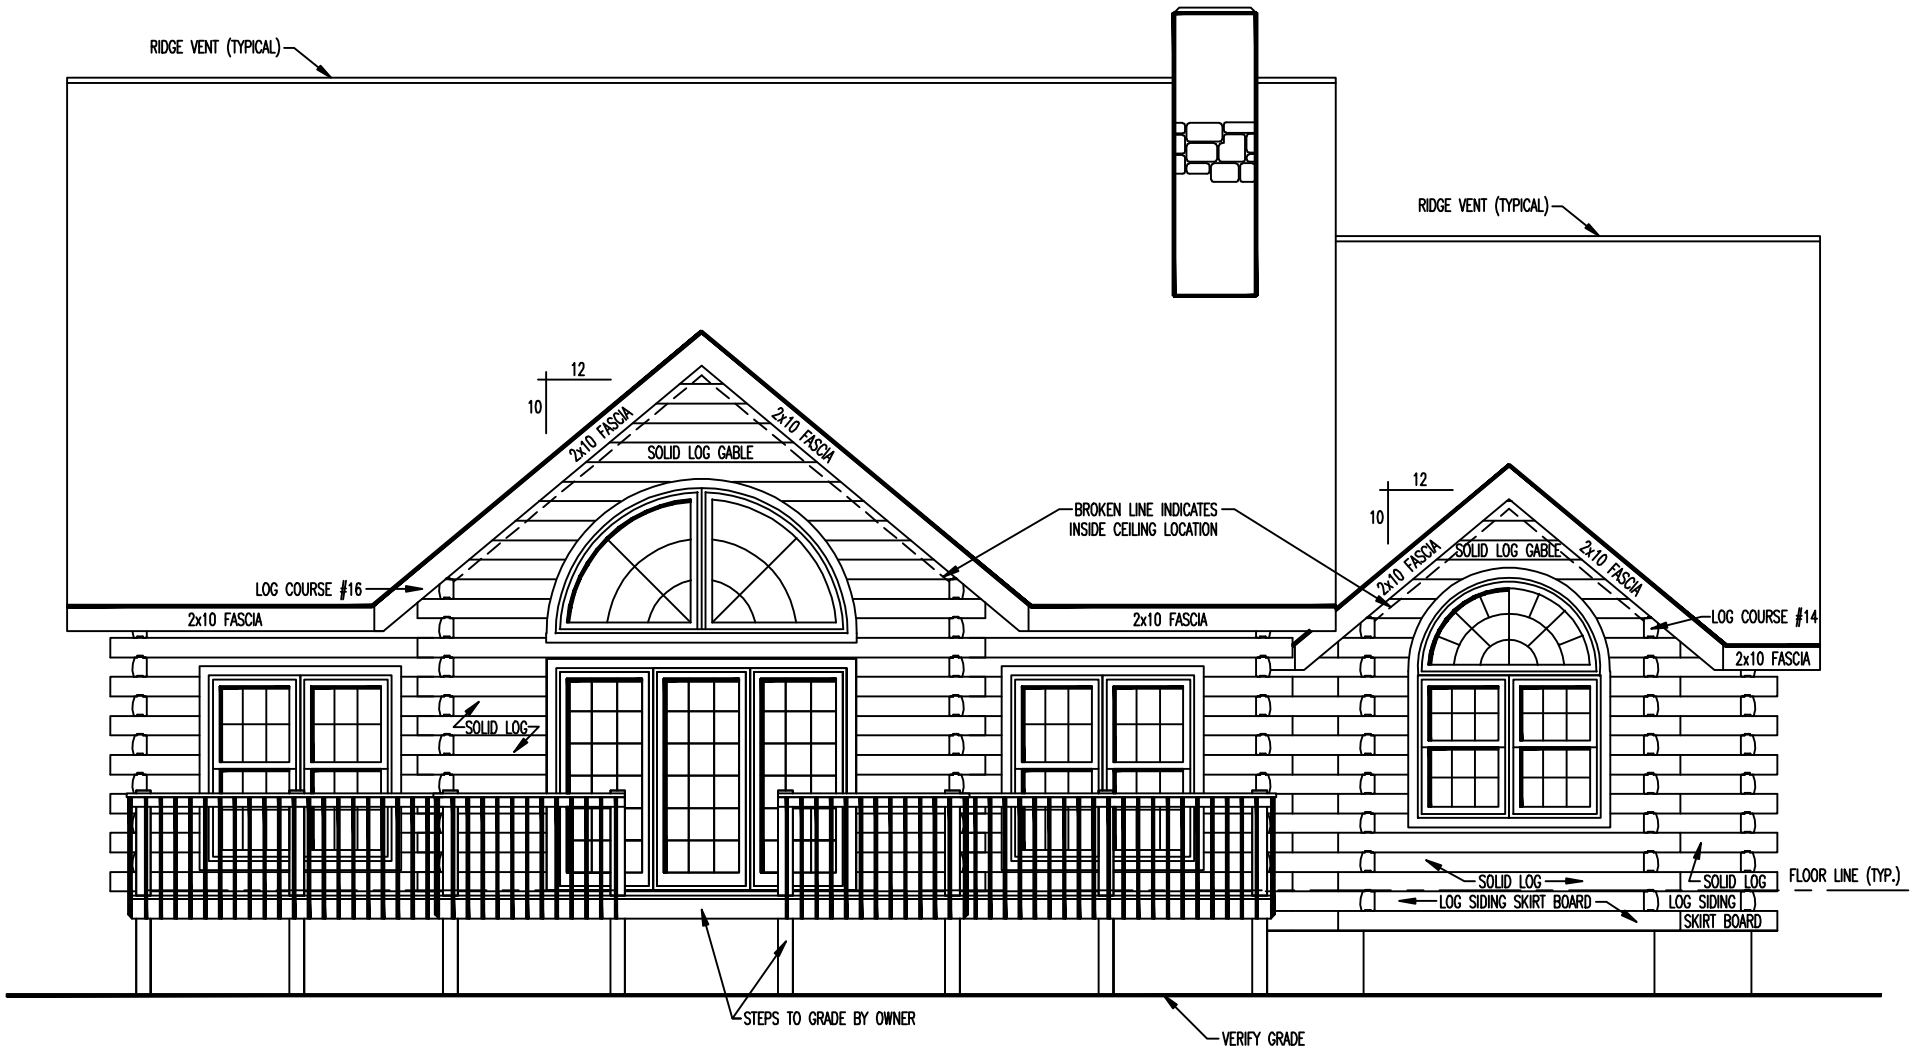 RIDGE VENT (TYPICAL)
RIDGE VENT (TYPICAL)
12
10
2x10 FASCIA
2x10 FASCIA
SOLID LOG GABLE
12
10
BROKEN LINE INDICATES
INSIDE CEILING LOCATION
2x10 FASCIA
SOLID LOG GABLE
2x10 FASCIA
LOG COURSE #16
2x10 FASCIA
2x10 FASCIA
LOG COURSE #14
2x10 FASCIA
SOLID LOG
FLOOR LINE (TYP.)
SOLID LOG
SOLID LOG
LOG SIDING SKIRT BOARD
LOG SIDING
SKIRT BOARD
STEPS TO GRADE BY OWNER
VERIFY GRADE